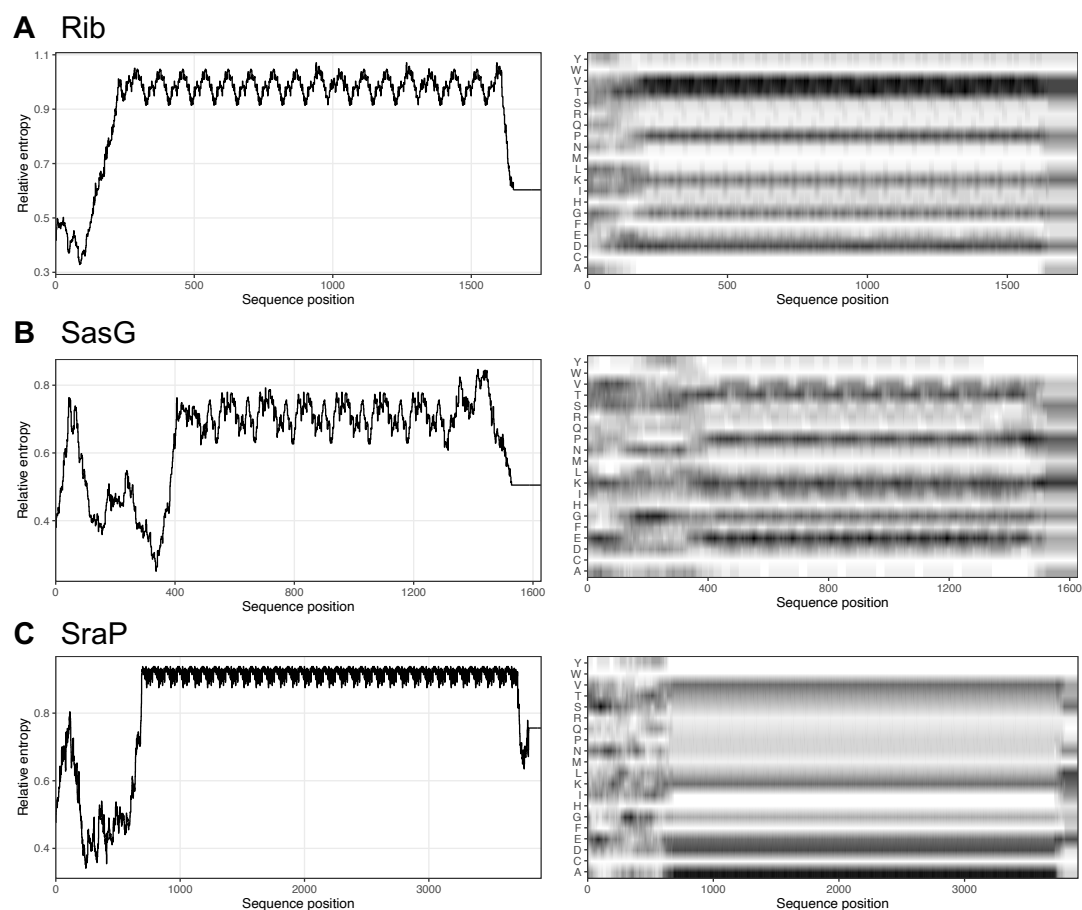 A Rib
1.1
0.9
0.7
0.5
0.3
Relative entropy
0 500 1000 1500
Sequence position
Y
W
V
T
S
R
Q
P
N
M
L
K
I
H
G
F
E
D
C
A
0 500 1000 1500
Sequence position
B SasG
0.8
0.6
0.4
Relative entropy
0 400 800 1200 1600
Sequence position
Y
W
V
T
S
R
Q
P
N
M
L
K
I
H
G
F
E
D
C
A
0 400 800 1200 1600
Sequence position
C SraP
0.8
0.6
0.4
Relative entropy
0 1000 2000 3000
Sequence position
Y
W
V
T
S
R
Q
P
N
M
L
K
I
H
G
F
E
D
C
A
0 1000 2000 3000
Sequence position